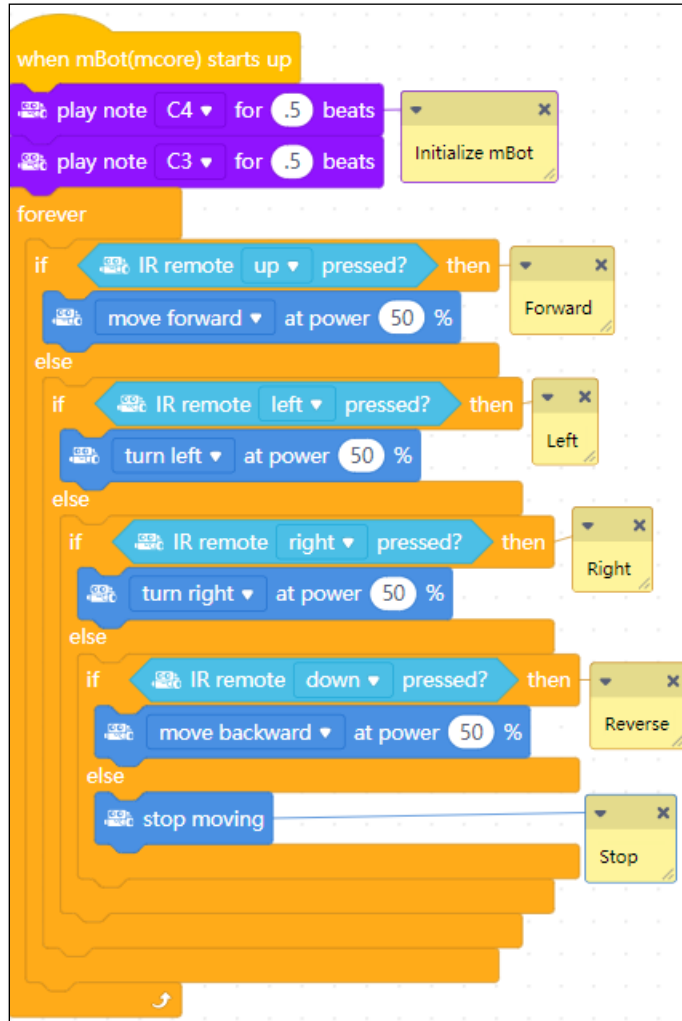 when mBot(mcore) starts up
play note C4 for .5 beats
Initialize mBot
play note C3 for .5 beats
forever
if IR remote up pressed? then
Forward
move forward at power 50 %
else
if IR remote left pressed? then
Left
turn left at power 50 %
else
if IR remote right pressed? then
Right
turn right at power 50 %
else
if IR remote down pressed? then
Reverse
move backward at power 50 %
else
stop moving
Stop